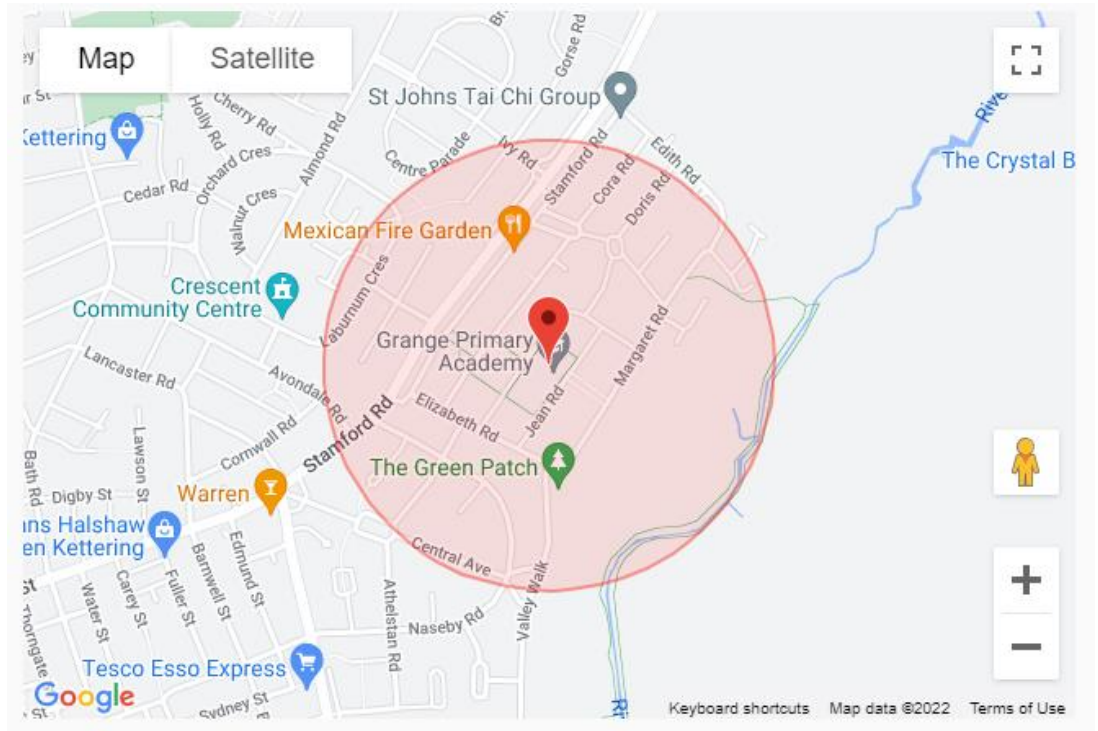 Map
Satellite
Gorse Rd
St Johns Tai Chi Group
Cherry Rd
Holly Rd
Almond Rd
Orchard Cres
Centre Parade
Ivy Rd
Stamford Rd
Edith Rd
Cora Rd
Doris Rd
Cedar Rd
Walnut Cres
Mexican Fire Garden
The Crystal B
Crescent
Community Centre
Laburnum Cres
Grange Primary
Academy
Margaret Rd
Lancaster Rd
Avondale Rd
Elizabeth Rd
Jean Rd
Cornwall Rd
Stamford Rd
Lawson St
Bath Rd
The Green Patch
Digby St
Warren
ns Halshaw
en Kettering
Edmund St
Barnwell St
Fuller St
Carey St
Water St
Central Ave
Athelstan Rd
Naseby Rd
Valley Walk
Thorngate
Tesco Esso Express
Sydney St
Google
Keyboard shortcuts
Map data ©2022
Terms of Use